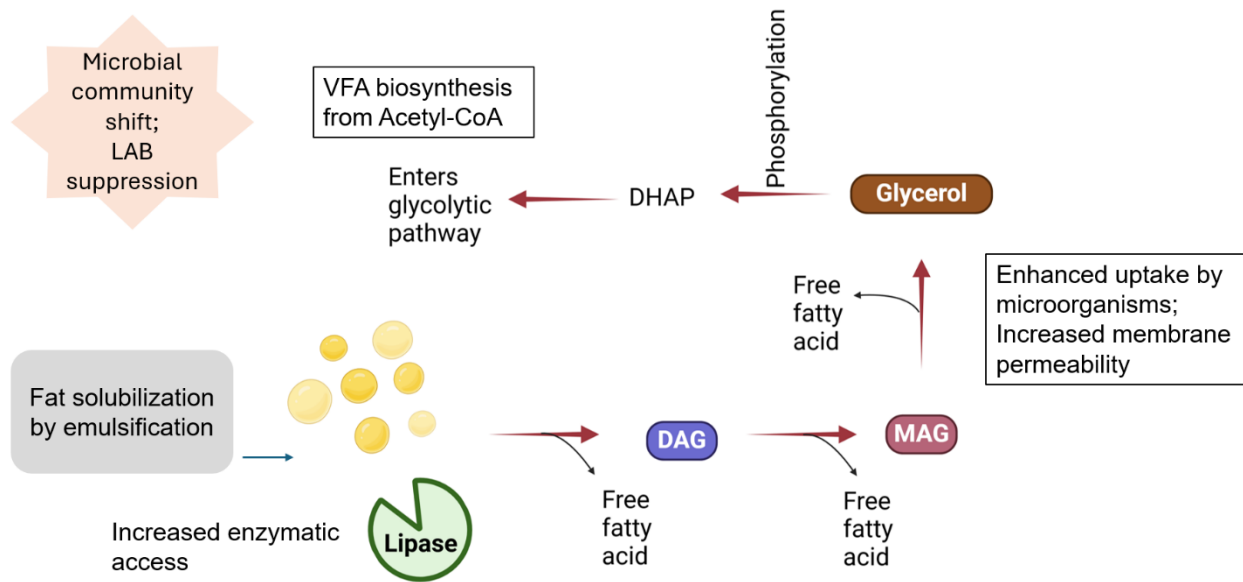 Microbial
community
shift;
LAB
suppression
VFA biosynthesis
from Acetyl-CoA
Phosphorylation
Enters
glycolytic
pathway
DHAP
Glycerol
Enhanced uptake by
microorganisms;
Increased membrane
permeability
Free
fatty
acid
Fat solubilization
by emulsification
DAG
MAG
Increased enzymatic
access
Lipase
Free
fatty
acid
Free
fatty
acid